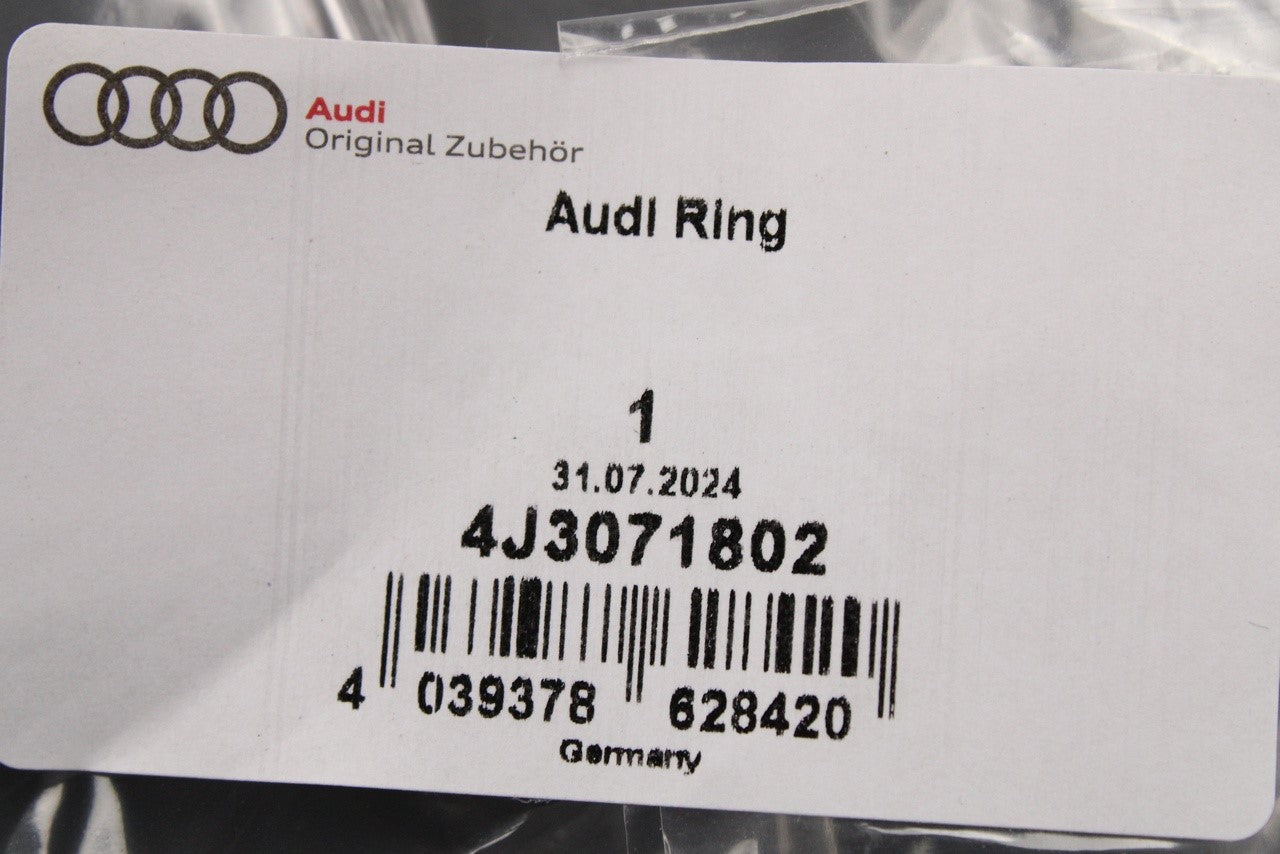 Audi
Original Zubehör
Audi Ring
1
31.07.2024
4J3071802
4 039378 628420
Germany